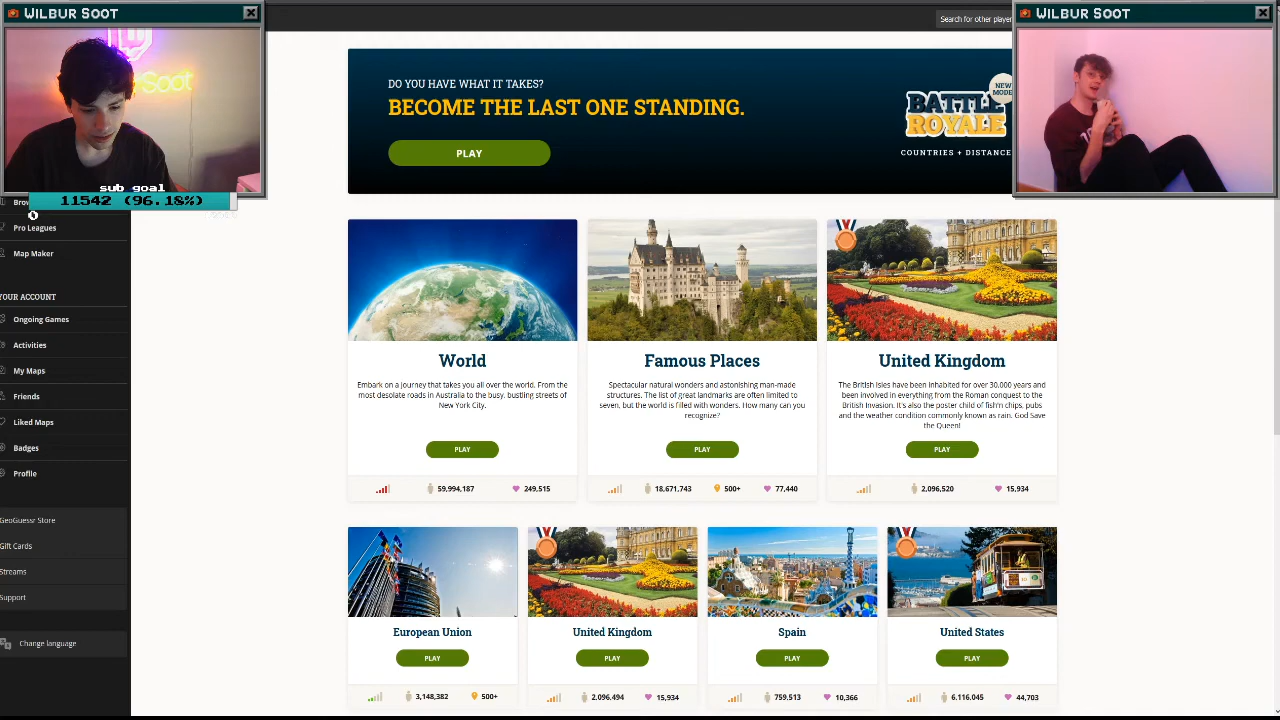 WILBUR SOOT
Search for other player
WILBUR SOOT
Soot
sub goal
11542 (96.18%)
DO YOU HAVE WHAT IT TAKES?
BECOME THE LAST ONE STANDING.
PLAY
NEW
MODE
BATTLE
ROYALE
COUNTRIES + DISTANCE
Pro Leagues
Map Maker
YOUR ACCOUNT
Ongoing Games
Activities
My Maps
Friends
Liked Maps
Badges
Profile
GeoGuessr Store
Gift Cards
Streams
Support
Change language
World
Embark on a journey that takes you all over the world. From the
most desolate roads in Australia to the busy, bustling streets of
New York City.
PLAY
59,994,187 249,515
Famous Places
Spectacular natural wonders and astonishing man-made
structures. The list of great landmarks are often limited to
seven, but the world is filled with wonders. How many can you
recognize?
PLAY
18,671,743 500+ 77,440
United Kingdom
The British Isles have been inhabited for over 30.000 years and
been involved in everything from the Roman conquest to the
British Invasion. It's also the poster child of fish'n chips, pubs
and the weather condition commonly known as rain. God Save
the Queen!
PLAY
2,096,520 15,934
European Union
PLAY
3,148,382 500+
United Kingdom
PLAY
2,096,494 15,934
Spain
PLAY
759,513 10,366
United States
PLAY
6,116,045 44,703